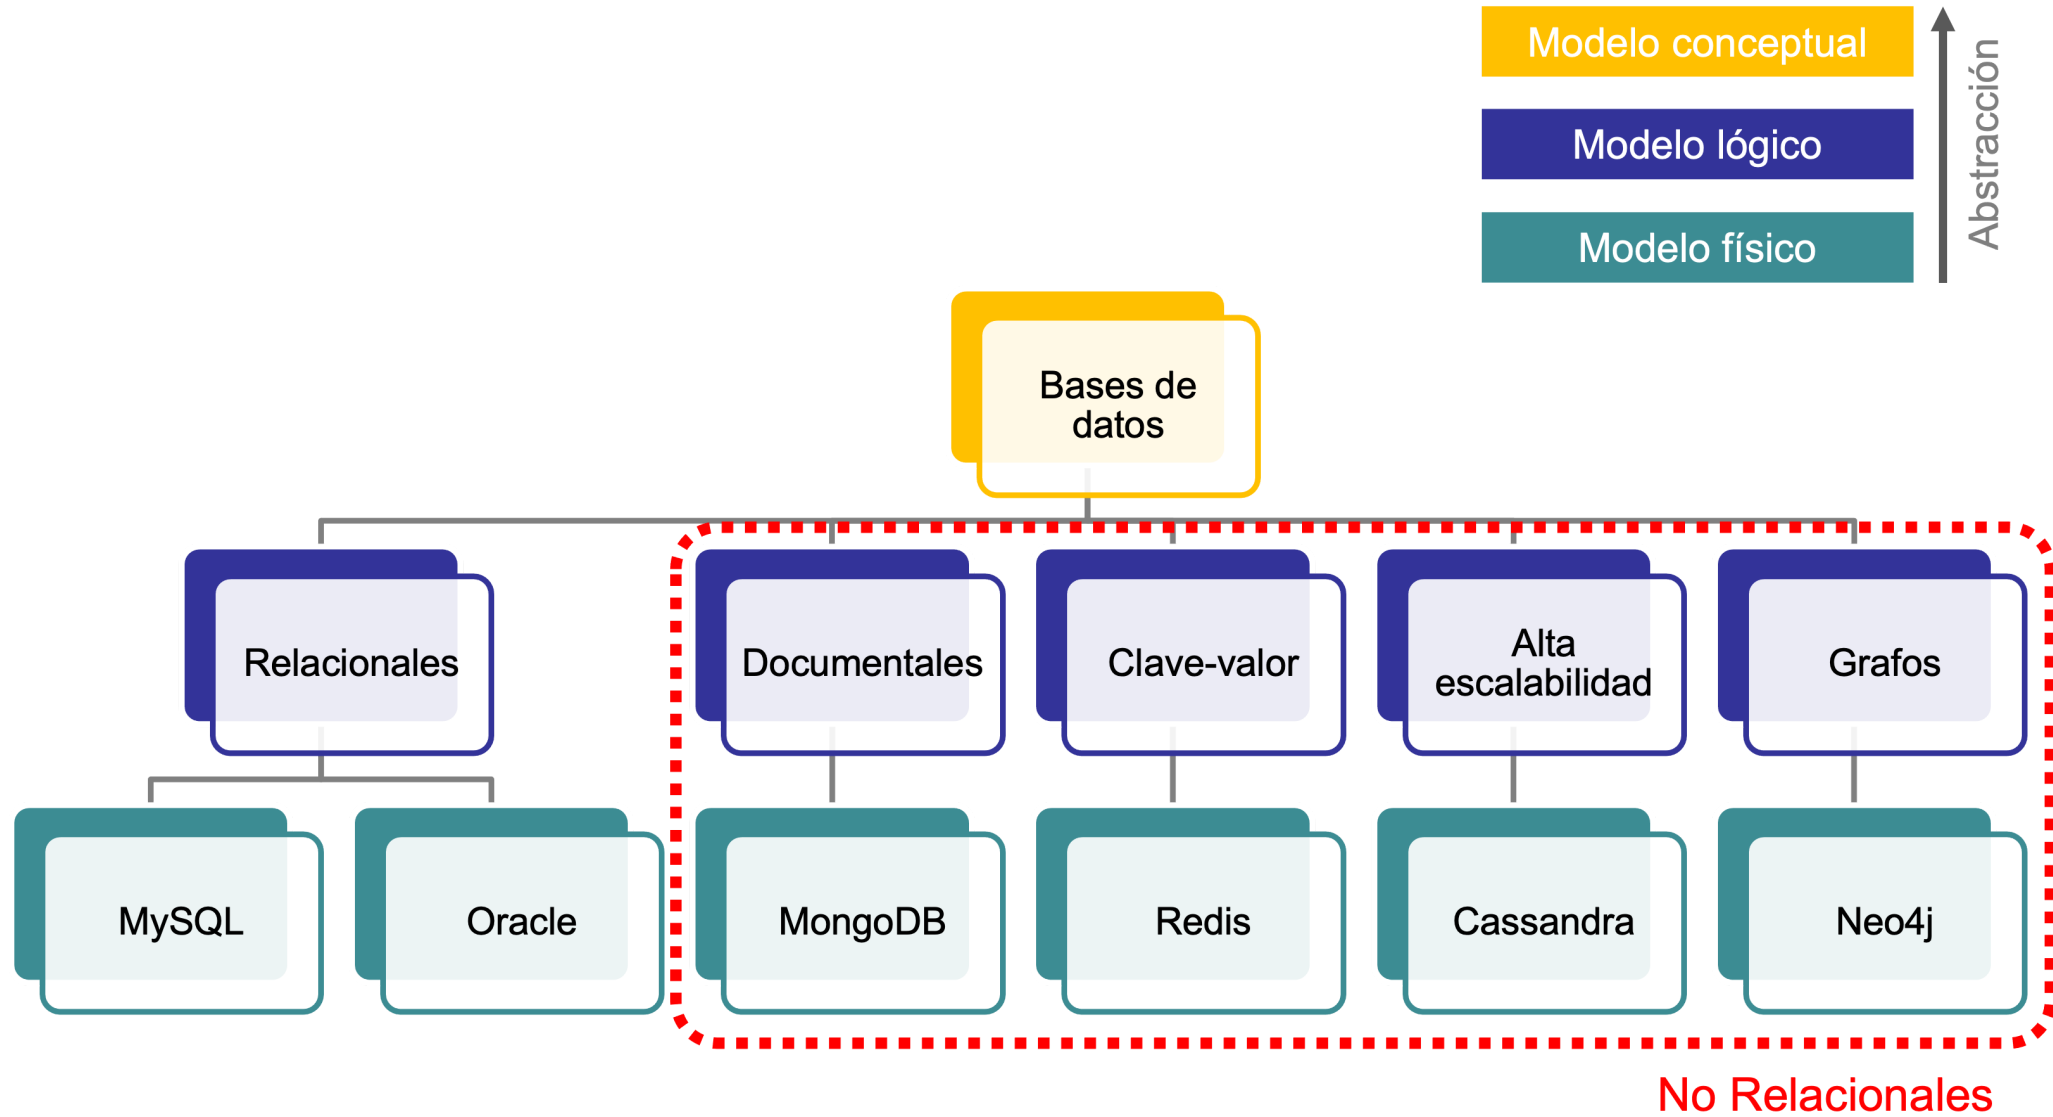 Modelo conceptual
Modelo lógico
Modelo físico
Abstracción
Bases de
datos
Relacionales
Documentales
Clave-valor
Alta
escalabilidad
Grafos
MySQL
Oracle
MongoDB
Redis
Cassandra
Neo4j
No Relacionales